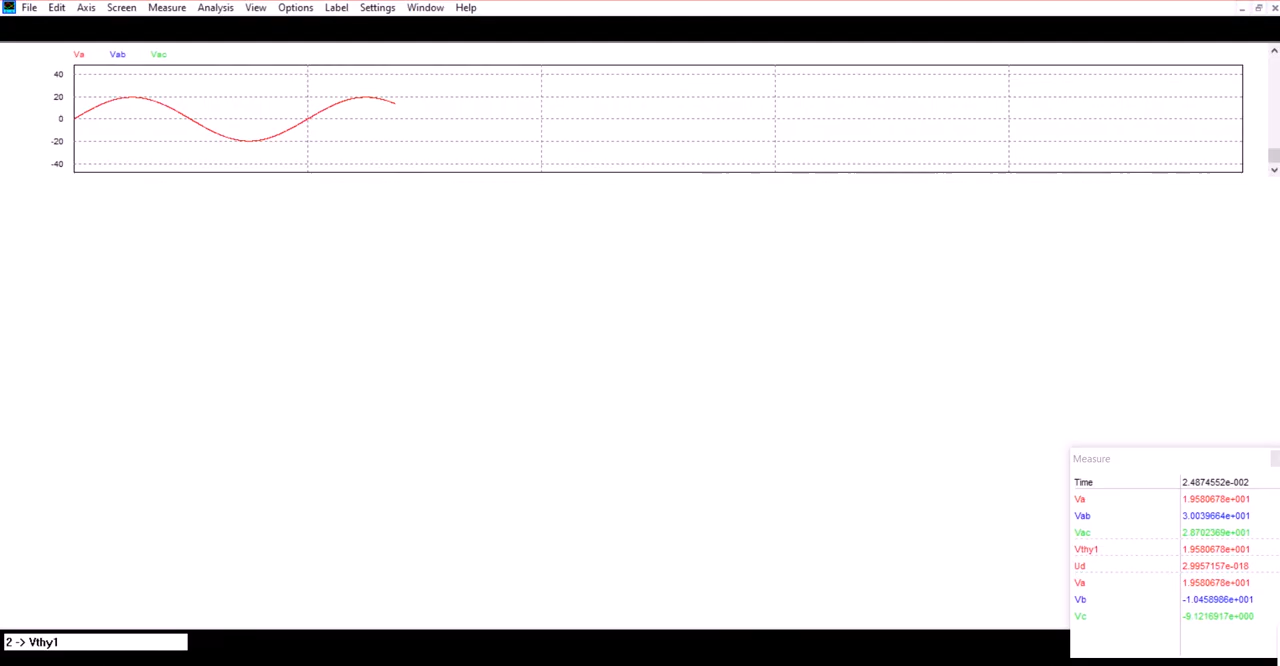 File Edit Axis Screen Measure Analysis View Options Label Settings Window Help
Va Vab Vac
40
20
0
-20
-40
Measure
Time 2.4874552e-002
Va 1.9580678e+001
Vab 3.0039664e+001
Vac 2.8702369e+001
Vthy1 1.9580678e+001
Ud 2.9957157e-018
Va 1.9580678e+001
Vb -1.0458986e+001
Vc -9.1216917e+000
2 -> Vthy1